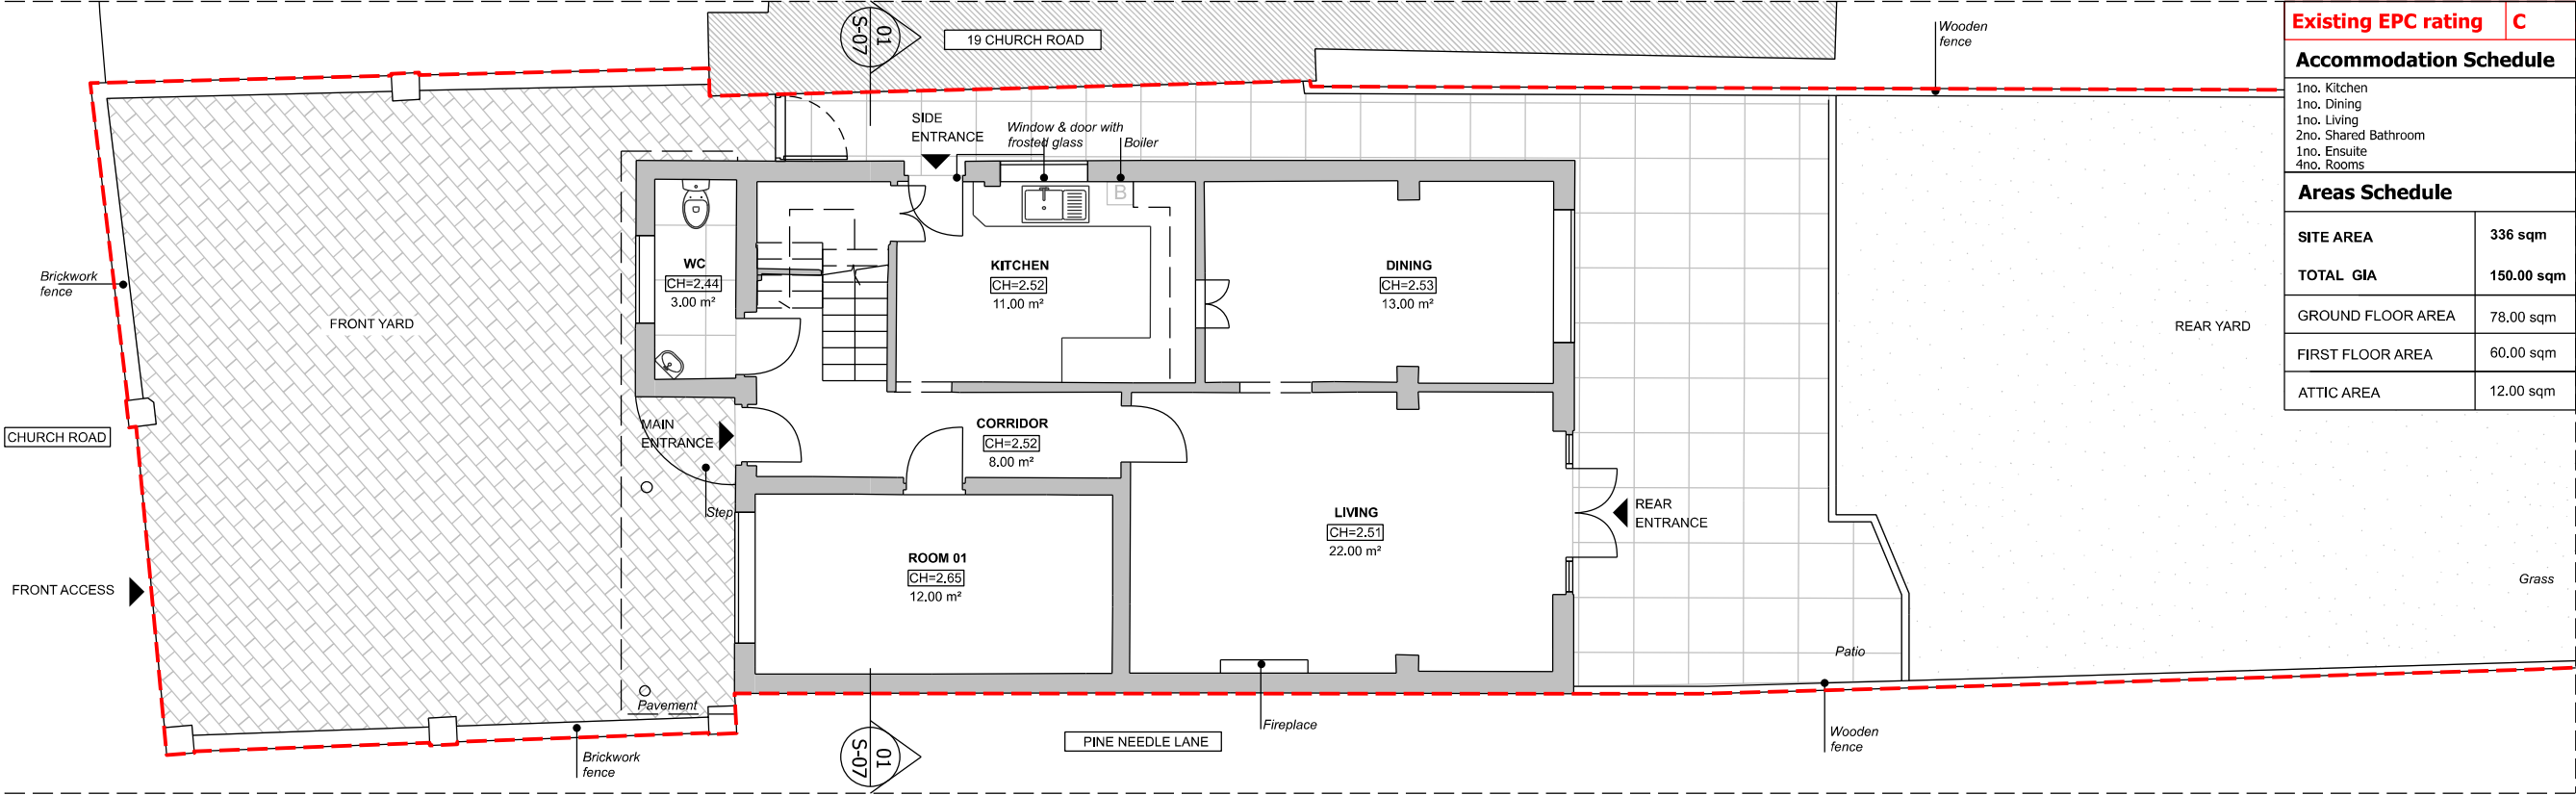 01
S-07
19 CHURCH ROAD
Wooden
fence
Existing EPC rating C
Accommodation Schedule
1no. Kitchen
1no. Dining
1no. Living
2no. Shared Bathroom
1no. Ensuite
4no. Rooms
Areas Schedule
SITE AREA 336 sqm
TOTAL GIA 150.00 sqm
GROUND FLOOR AREA 78.00 sqm
FIRST FLOOR AREA 60.00 sqm
ATTIC AREA 12.00 sqm
SIDE
ENTRANCE
Window & door with
frosted glass
Boiler
B
Brickwork
fence
FRONT YARD
WC
CH=2.44
3.00 m²
KITCHEN
CH=2.52
11.00 m²
DINING
CH=2.53
13.00 m²
REAR YARD
CHURCH ROAD
MAIN
ENTRANCE
CORRIDOR
CH=2.52
8.00 m²
Step
LIVING
CH=2.51
22.00 m²
REAR
ENTRANCE
ROOM 01
CH=2.65
12.00 m²
FRONT ACCESS
Grass
Patio
Pavement
Fireplace
Brickwork
fence
01
S-07
PINE NEEDLE LANE
Wooden
fence